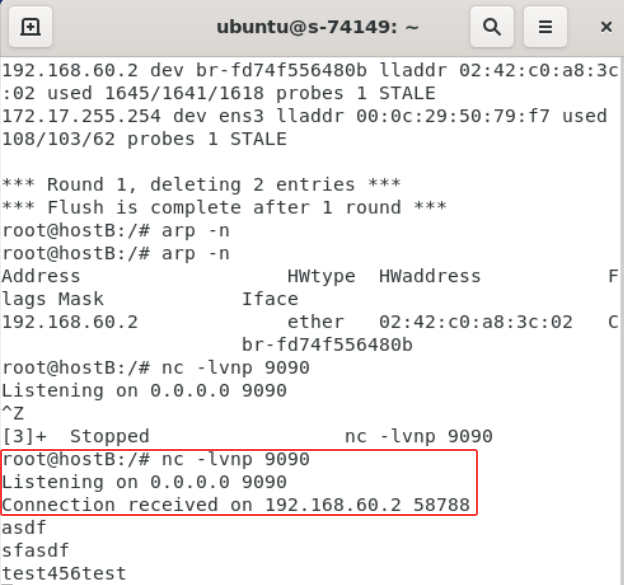 ubuntu@s-74149: ~
192.168.60.2 dev br-fd74f556480b lladdr 02:42:c0:a8:3c
:02 used 1645/1641/1618 probes 1 STALE
172.17.255.254 dev ens3 lladdr 00:0c:29:50:79:f7 used
108/103/62 probes 1 STALE

*** Round 1, deleting 2 entries ***
*** Flush is complete after 1 round ***
root@hostB:/# arp -n
root@hostB:/# arp -n
Address                  HWtype  HWaddress           F
lags Mask            Iface
192.168.60.2             ether   02:42:c0:a8:3c:02   C
                     br-fd74f556480b
root@hostB:/# nc -lvnp 9090
Listening on 0.0.0.0 9090
^Z
[3]+  Stopped                 nc -lvnp 9090
root@hostB:/# nc -lvnp 9090
Listening on 0.0.0.0 9090
Connection received on 192.168.60.2 58788
asdf
sfasdf
test456test